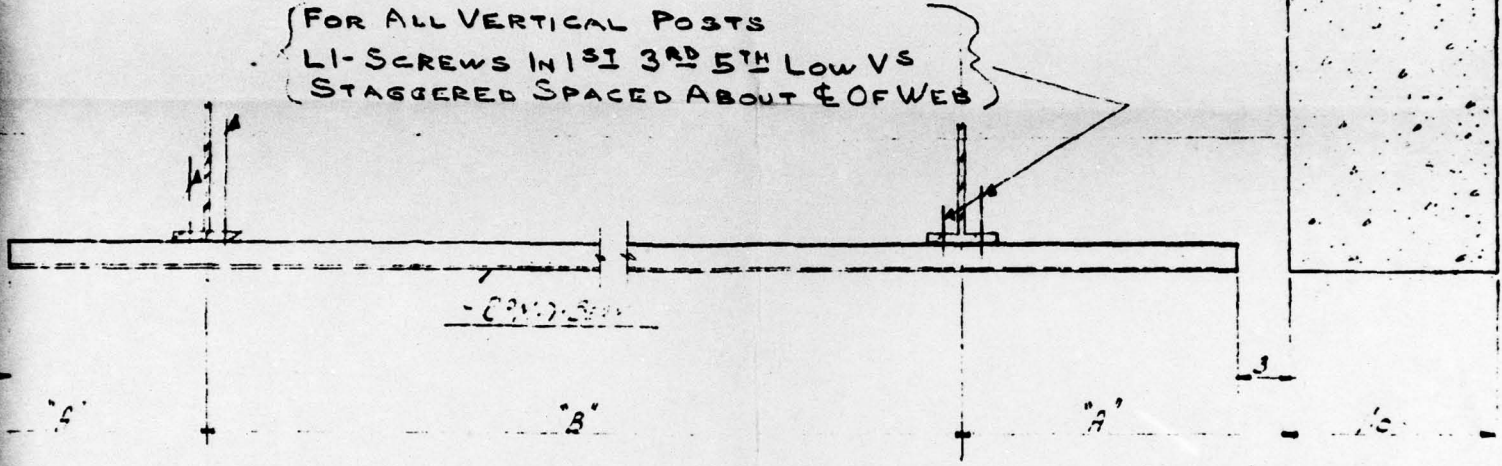 FOR ALL VERTICAL POSTS
L1-SCREWS IN 1ST 3RD 5TH LOW VS
STAGGERED SPACED ABOUT ℄ OF WEB
3
"B"
"A"